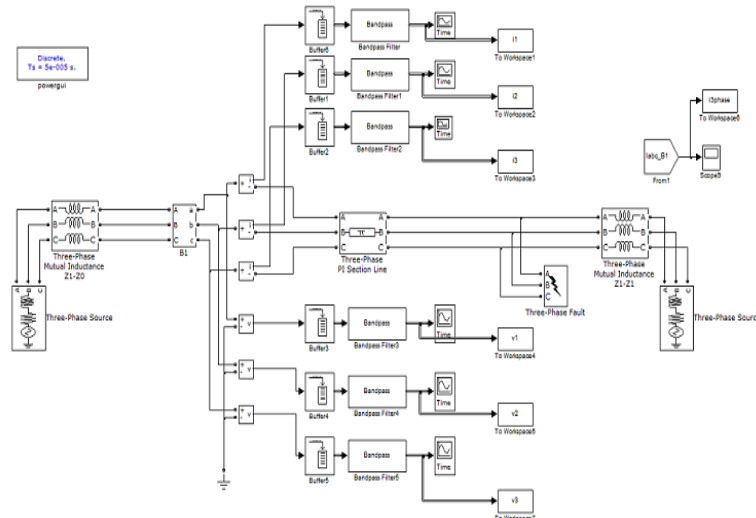 Discrete,
Ts = 5e-005 s.
powergui
Buffer6
Bandpass
Bandpass Filter
Time
i1
To Workspace1
Buffer1
Bandpass
Bandpass Filter1
Time
i2
To Workspace2
Buffer2
Bandpass
Bandpass Filter2
Time
i3
To Workspace3
i3phase
To Workspace6
Iabc_B1
From1
Scope9
A A
B B
C C
Three-Phase
Mutual Inductance
Z1-Z0
A a
B b
C c
B1
+ i
-
+ i
-
+ i
-
A A
B B
C C
Three-Phase
PI Section Line
A
B
C
Three-Phase Fault
A A
B B
C C
Three-Phase
Mutual Inductance
Z1-Z1
A B C
Three-Phase Source
A B C
Three-Phase Sour
+ v
-
+ v
-
+ v
-
Buffer3
Bandpass
Bandpass Filter3
Time
v1
To Workspace4
Buffer4
Bandpass
Bandpass Filter4
Time
v2
To Workspace5
Buffer5
Bandpass
Bandpass Filter5
Time
v3
To Workspace7